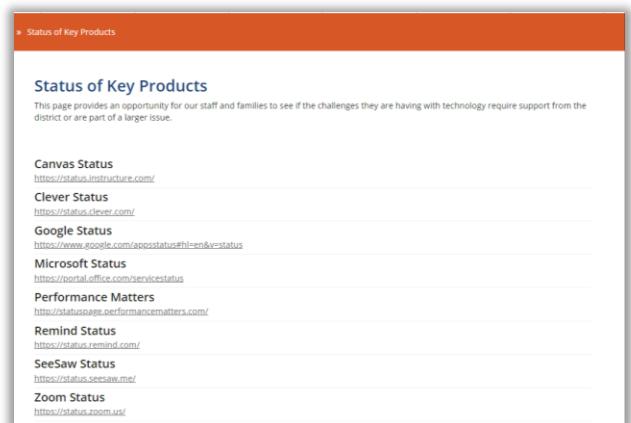 » Status of Key Products
Status of Key Products
This page provides an opportunity for our staff and families to see if the challenges they are having with technology require support from the
district or are part of a larger issue.
Canvas Status
https://status.instructure.com/
Clever Status
https://status.clever.com/
Google Status
https://www.google.com/appsstatus#hl=en&v=status
Microsoft Status
https://portal.office.com/servicestatus
Performance Matters
http://statuspage.performancematters.com/
Remind Status
https://status.remind.com/
SeeSaw Status
https://status.seesaw.me/
Zoom Status
https://status.zoom.us/